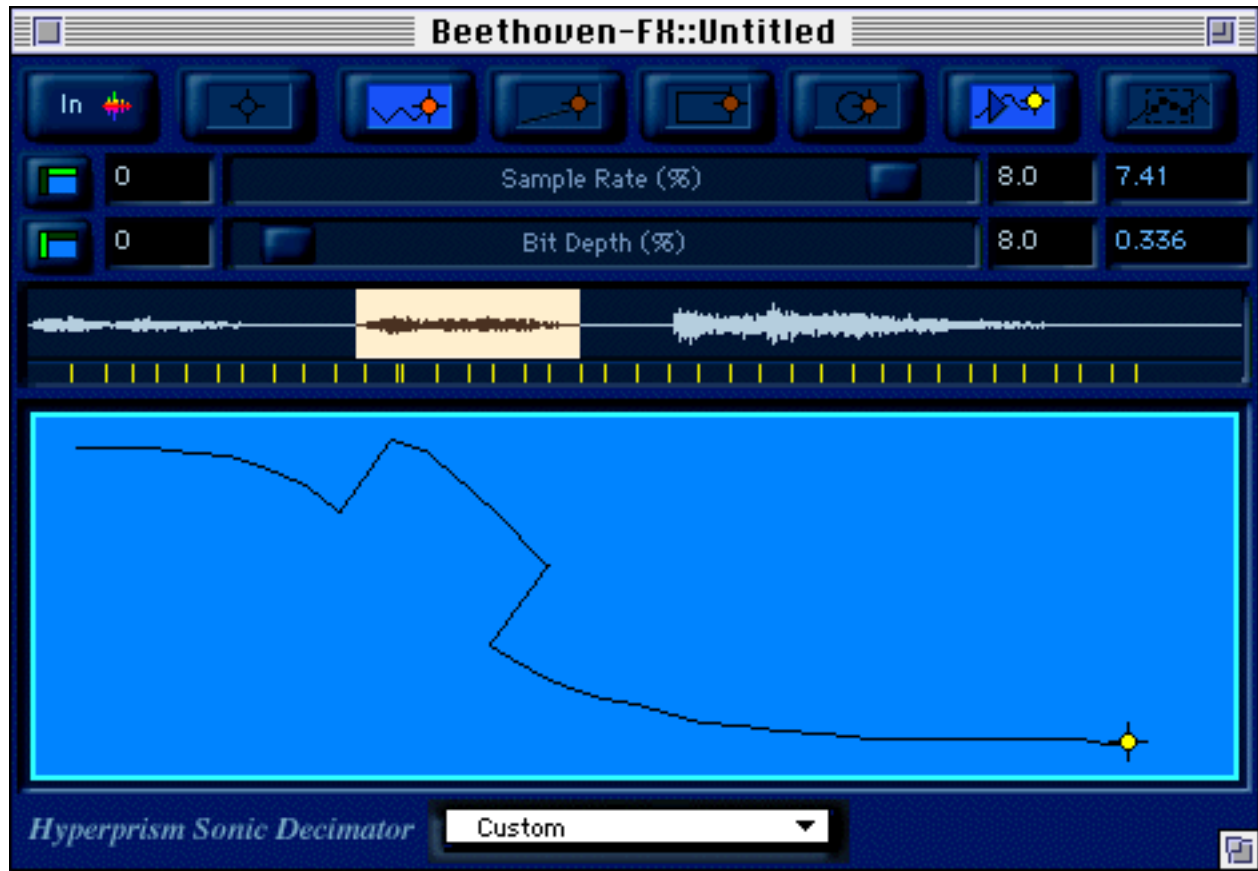 Beethoven-FX::Untitled
In
0 Sample Rate (%) 8.0 7.41
0 Bit Depth (%) 8.0 0.336
Hyperprism Sonic Decimator Custom